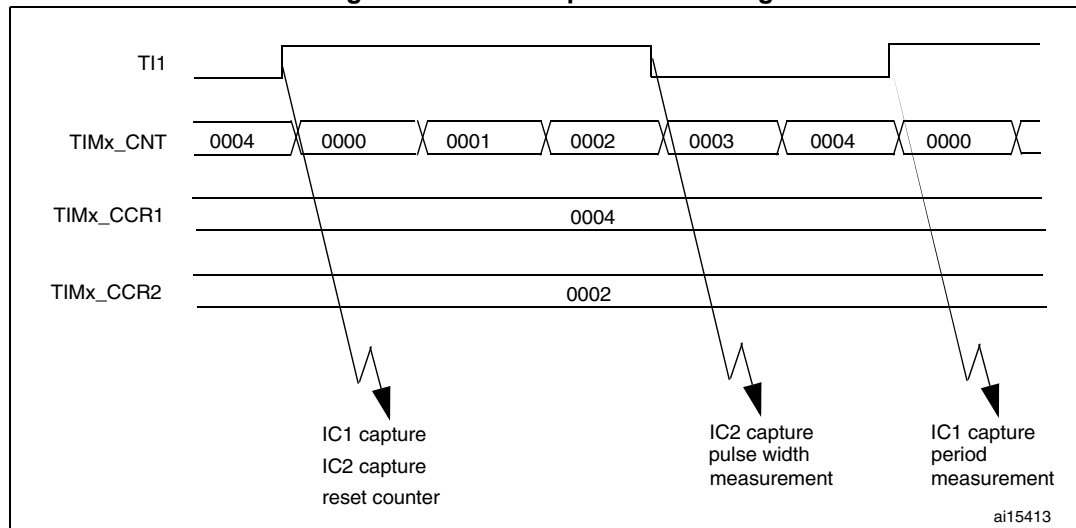 TI1
TIMx_CNT 0004 0000 0001 0002 0003 0004 0000
TIMx_CCR1 0004
TIMx_CCR2 0002
IC1 capture
IC2 capture
reset counter
IC2 capture
pulse width
measurement
IC1 capture
period
measurement
ai15413